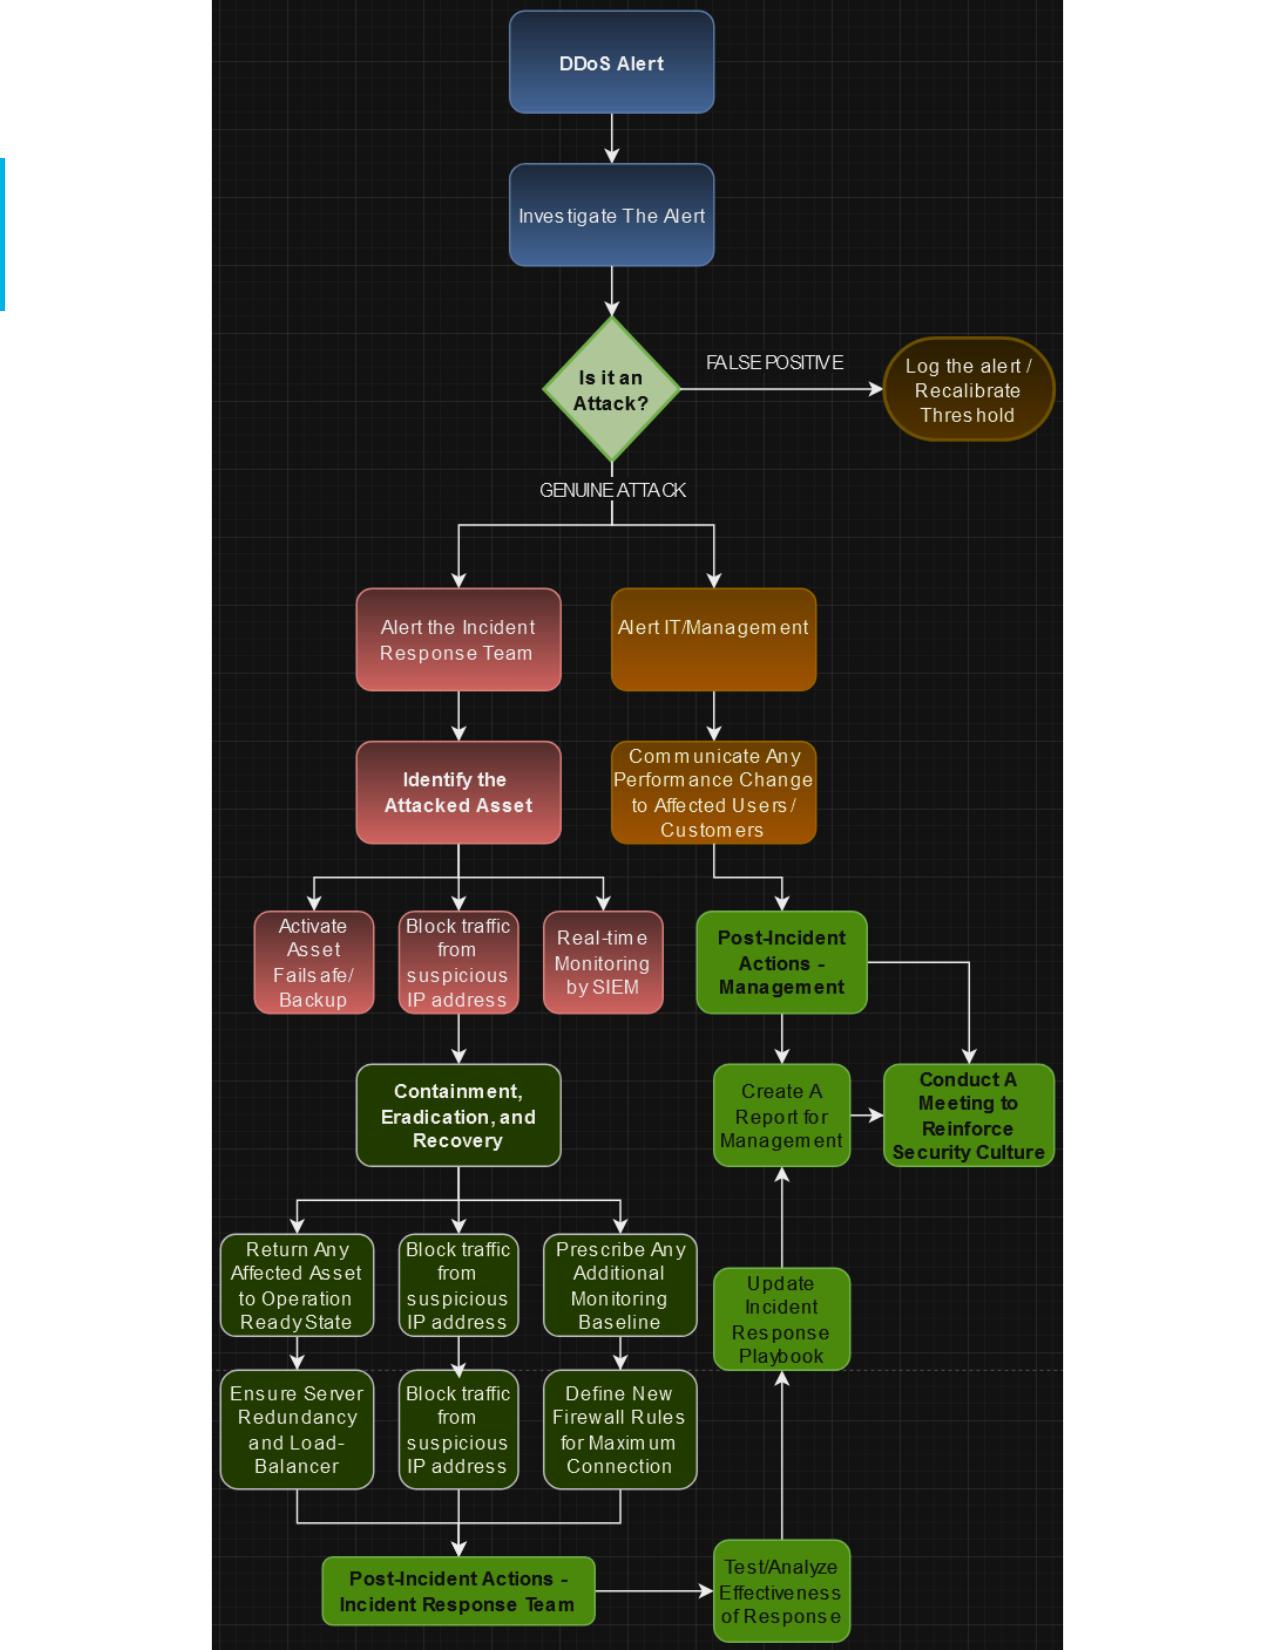 DDoS Alert
Investigate The Alert
Is it an
Attack?
FALSE POSITIVE
Log the alert /
Recalibrate
Threshold
GENUINE ATTACK
Alert the Incident
Response Team
Alert IT/Management
Identify the
Attacked Asset
Communicate Any
Performance Change
to Affected Users/
Customers
Activate
Asset
Failsafe/
Backup
Block traffic
from
suspicious
IP address
Real-time
Monitoring
by SIEM
Post-Incident
Actions -
Management
Containment,
Eradication, and
Recovery
Create A
Report for
Management
Conduct A
Meeting to
Reinforce
Security Culture
Return Any
Affected Asset
to Operation
Ready State
Block traffic
from
suspicious
IP address
Prescribe Any
Additional
Monitoring
Baseline
Update
Incident
Response
Playbook
Ensure Server
Redundancy
and Load-
Balancer
Block traffic
from
suspicious
IP address
Define New
Firewall Rules
for Maximum
Connection
Post-Incident Actions -
Incident Response Team
Test/Analyze
Effectiveness
of Response